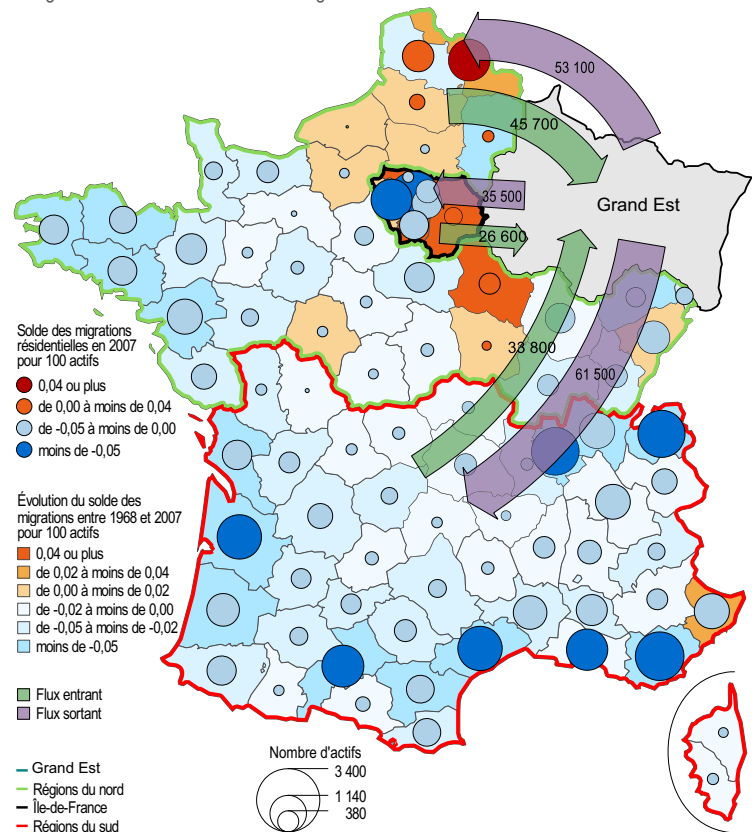 53 100
45 700
35 500
Grand Est
26 600
33 800
61 500
Solde des migrations
résidentielles en 2007
pour 100 actifs
0,04 ou plus
de 0,00 à moins de 0,04
de -0,05 à moins de 0,00
moins de -0,05
Évolution du solde des
migrations entre 1968 et 2007
pour 100 actifs
0,04 ou plus
de 0,02 à moins de 0,04
de 0,00 à moins de 0,02
de -0,02 à moins de 0,00
de -0,05 à moins de -0,02
moins de -0,05
Flux entrant
Flux sortant
Grand Est
Régions du nord
Île-de-France
Régions du sud
Nombre d'actifs
3 400
1 140
380